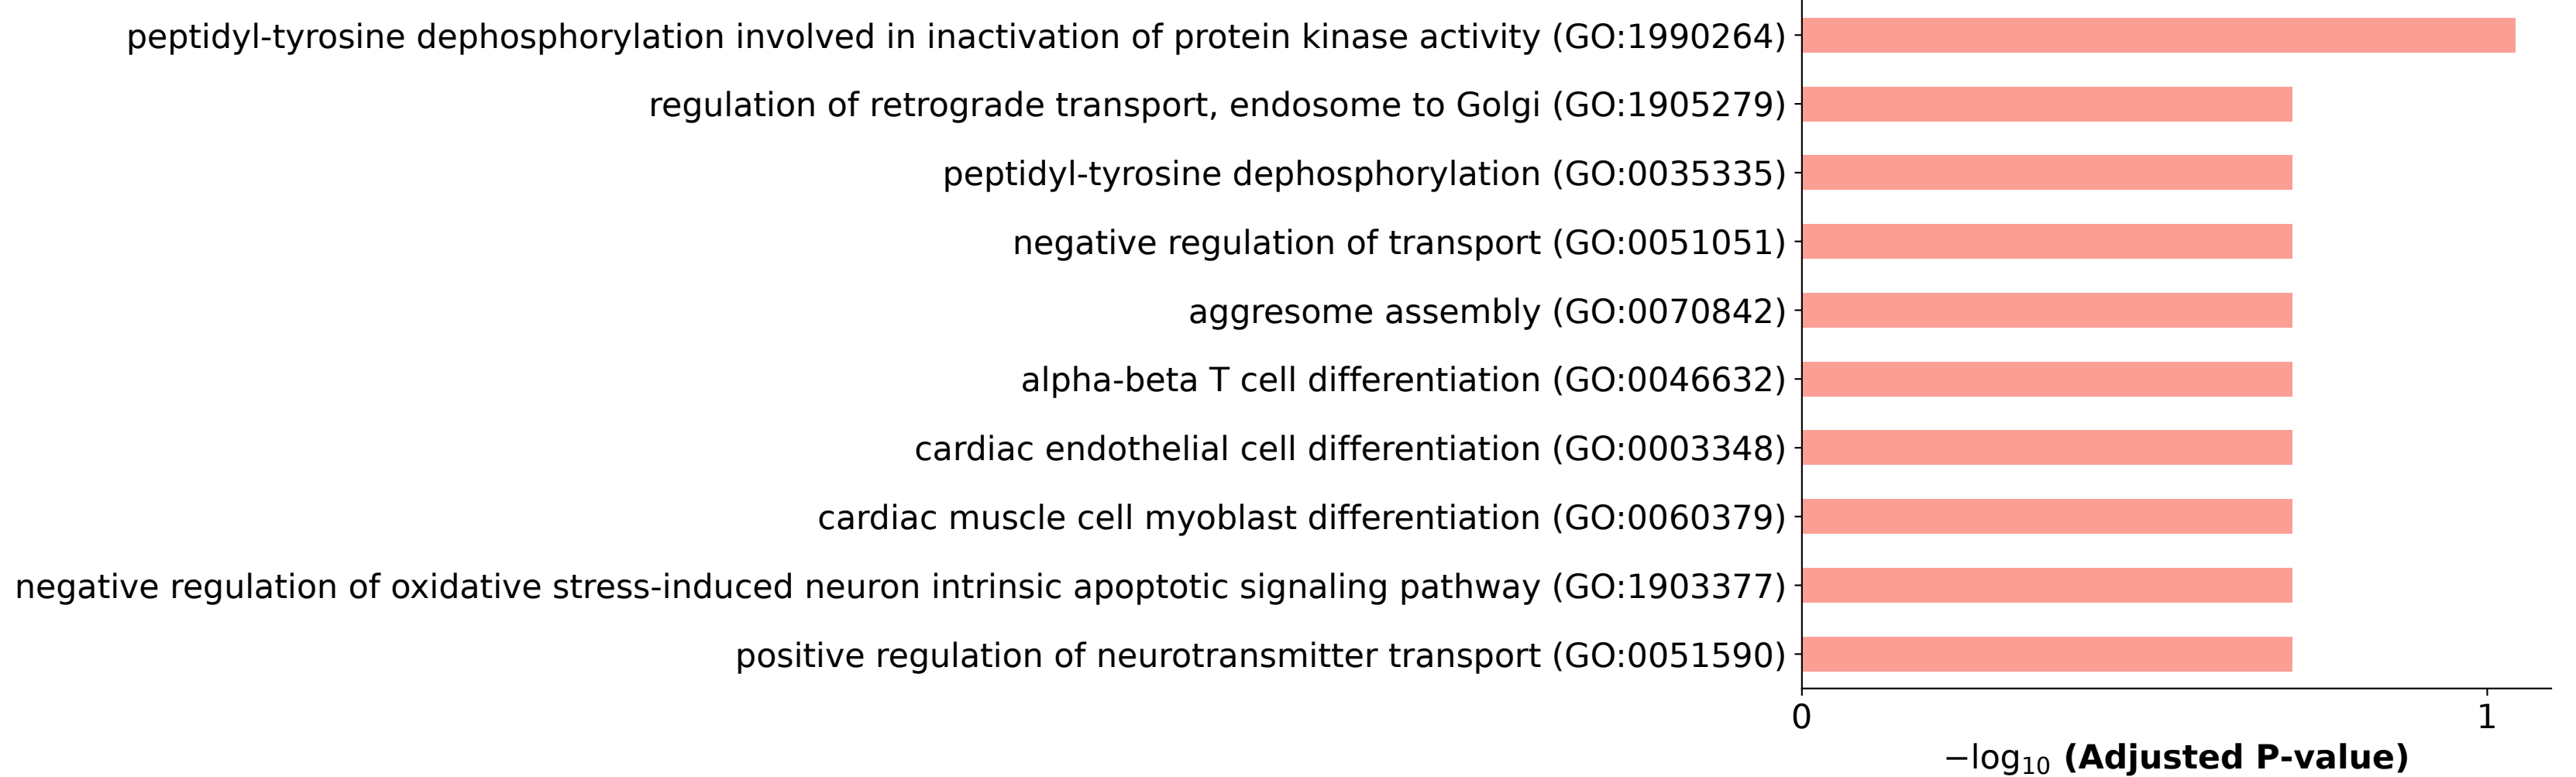 peptidyl-tyrosine dephosphorylation involved in inactivation of protein kinase activity (GO:1990264)
regulation of retrograde transport, endosome to Golgi (GO:1905279)
peptidyl-tyrosine dephosphorylation (GO:0035335)
negative regulation of transport (GO:0051051)
aggresome assembly (GO:0070842)
alpha-beta T cell differentiation (GO:0046632)
cardiac endothelial cell differentiation (GO:0003348)
cardiac muscle cell myoblast differentiation (GO:0060379)
negative regulation of oxidative stress-induced neuron intrinsic apoptotic signaling pathway (GO:1903377)
positive regulation of neurotransmitter transport (GO:0051590)
0 1
−log₁₀ (Adjusted P-value)